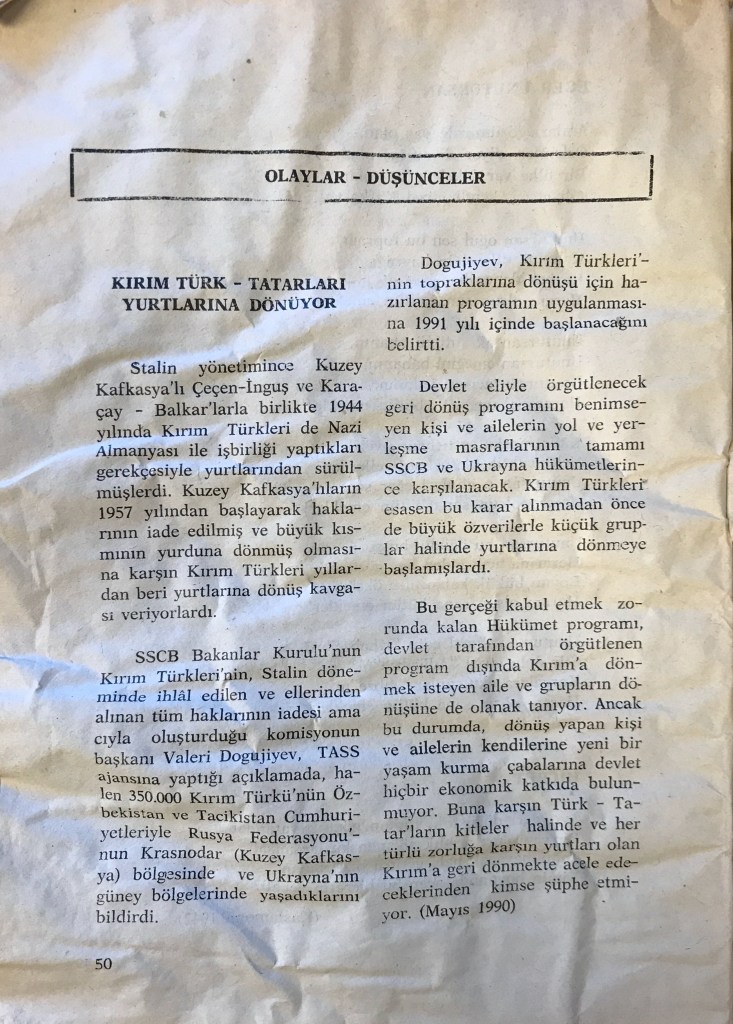 OLAYLAR - DÜŞÜNCELER
KIRIM TÜRK - TATARLARI
YURTLARINA DÖNÜYOR
Stalin yönetimince Kuzey
Kafkasya'lı Çeçen-İnguş ve Kara-
çay - Balkar'larla birlikte 1944
yılında Kırım Türkleri de Nazi
Almanyası ile işbirliği yaptıkları
gerekçesiyle yurtlarından sürül-
müşlerdi. Kuzey Kafkasya'lıların
1957 yılından başlayarak hakla-
rının iade edilmiş ve büyük kıs-
mının yurduna dönmüş olması-
na karşın Kırım Türkleri yıllar-
dan beri yurtlarına dönüş kavga-
sı veriyorlardı.
SSCB Bakanlar Kurulu'nun
Kırım Türkleri'nin, Stalin döne-
minde ihlâl edilen ve ellerinden
alınan tüm haklarının iadesi ama
cıyla oluşturduğu komisyonun
başkanı Valeri Dogujiyev, TASS
ajansına yaptığı açıklamada, ha-
len 350.000 Kırım Türkü'nün Öz-
bekistan ve Tacikistan Cumhuri-
yetleriyle Rusya Federasyonu'-
nun Krasnodar (Kuzey Kafkas-
ya) bölgesinde ve Ukrayna'nın
güney bölgelerinde yaşadıklarını
bildirdi.
Dogujiyev, Kırım Türkleri'-
nin topraklarına dönüşü için ha-
zırlanan programın uygulanması-
na 1991 yılı içinde başlanacağını
belirtti.
Devlet eliyle örgütlenecek
geri dönüş programını benimse-
yen kişi ve ailelerin yol ve yer-
leşme masraflarının tamamı
SSCB ve Ukrayna hükümetlerin-
ce karşılanacak. Kırım Türkleri
esasen bu karar alınmadan önce
de büyük özverilerle küçük grup-
lar halinde yurtlarına dönmeye
başlamışlardı.
Bu gerçeği kabul etmek zo-
runda kalan Hükümet programı,
devlet tarafından örgütlenen
program dışında Kırım'a dön-
mek isteyen aile ve grupların dö-
nüşüne de olanak tanıyor. Ancak
bu durumda, dönüş yapan kişi
ve ailelerin kendilerine yeni bir
yaşam kurma çabalarına devlet
hiçbir ekonomik katkıda bulun-
muyor. Buna karşın Türk - Ta-
tar'ların kitleler halinde ve her
türlü zorluğa karşın yurtları olan
Kırım'a geri dönmekte acele ede-
ceklerinden kimse şüphe etmi-
yor. (Mayıs 1990)
50